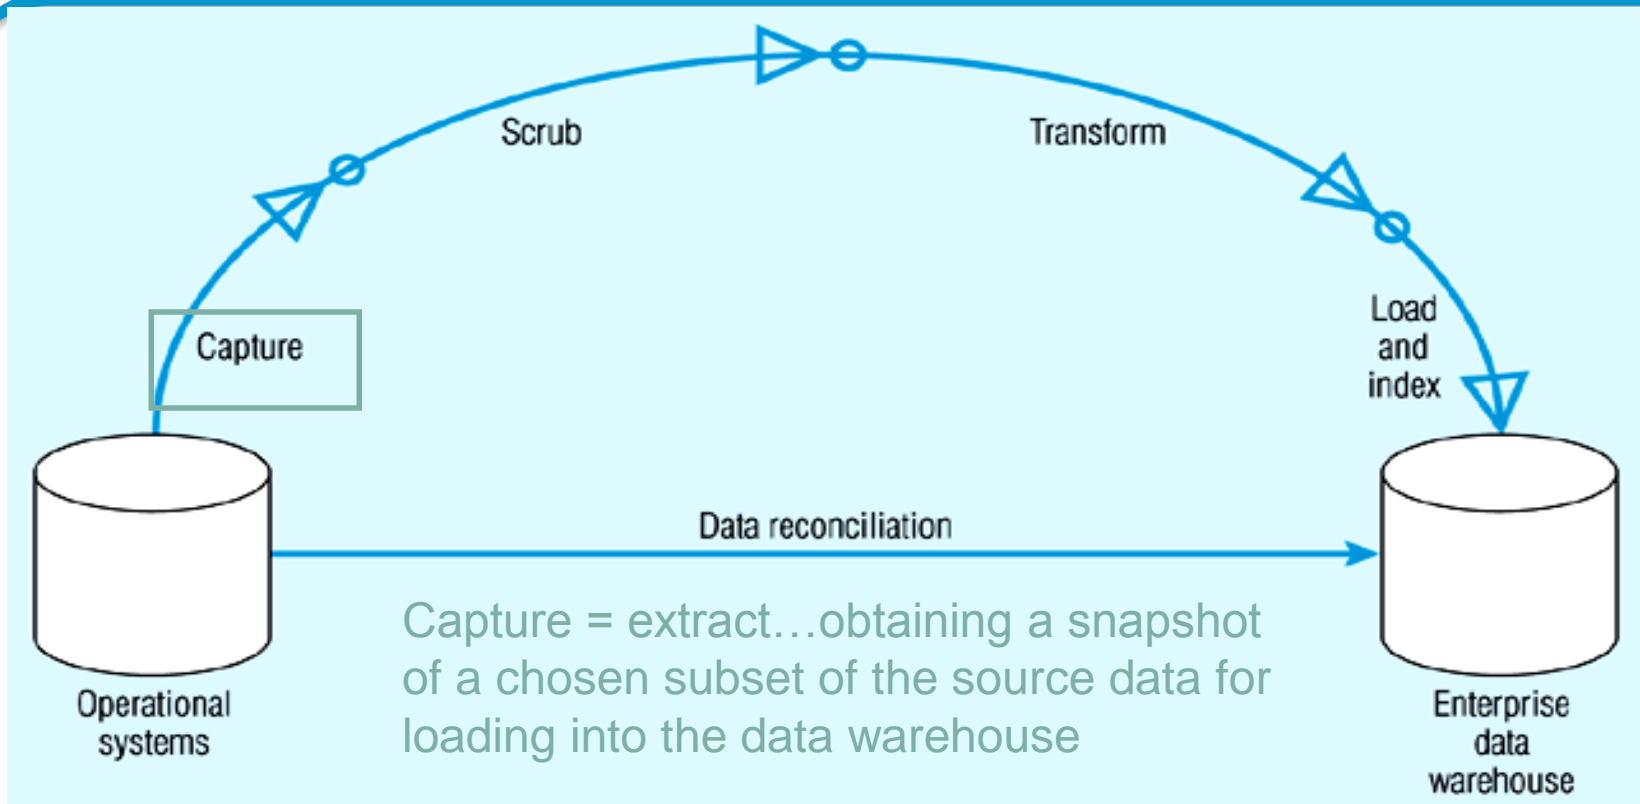 Scrub
Transform
Capture
Load
and
index
Data reconciliation
Capture = extract…obtaining a snapshot
of a chosen subset of the source data for
loading into the data warehouse
Operational
systems
Enterprise
data
warehouse